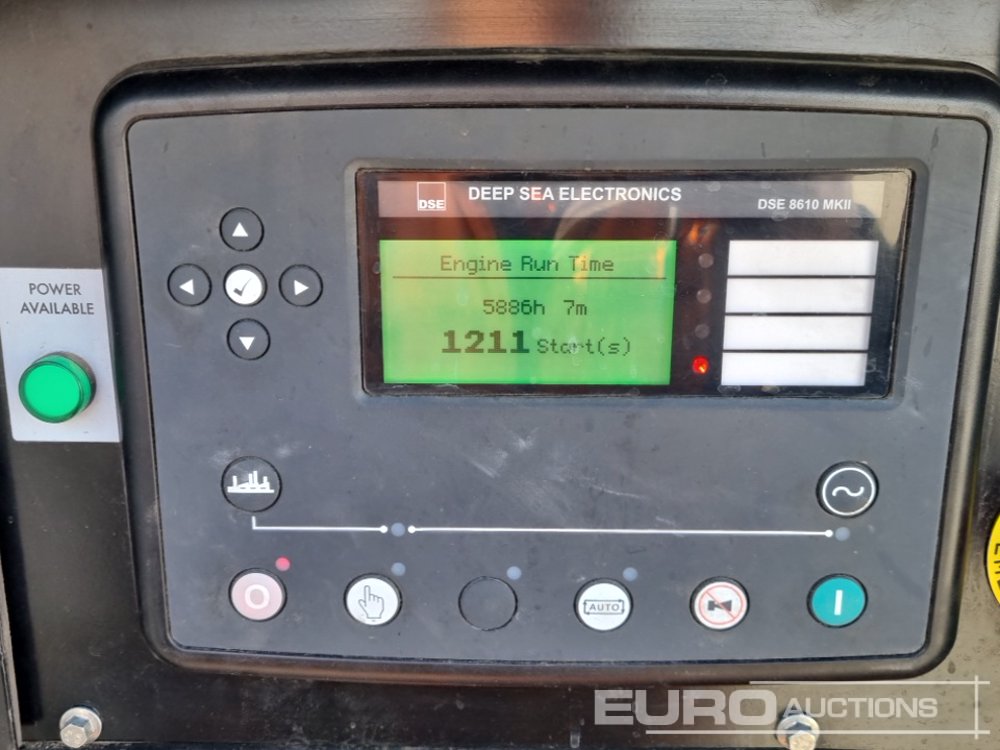 DSE
DEEP SEA ELECTRONICS
DSE 8610 MKII
Engine Run Time
5886h 7m
1211 Start(s)
POWER
AVAILABLE
O
AUTO
I
EURO AUCTIONS